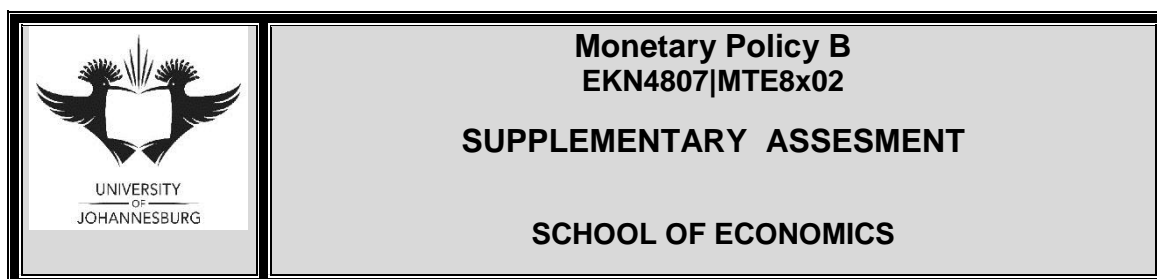 UNIVERSITY
OF
JOHANNESBURG
Monetary Policy B
EKN4807|MTE8x02
SUPPLEMENTARY ASSESMENT
SCHOOL OF ECONOMICS